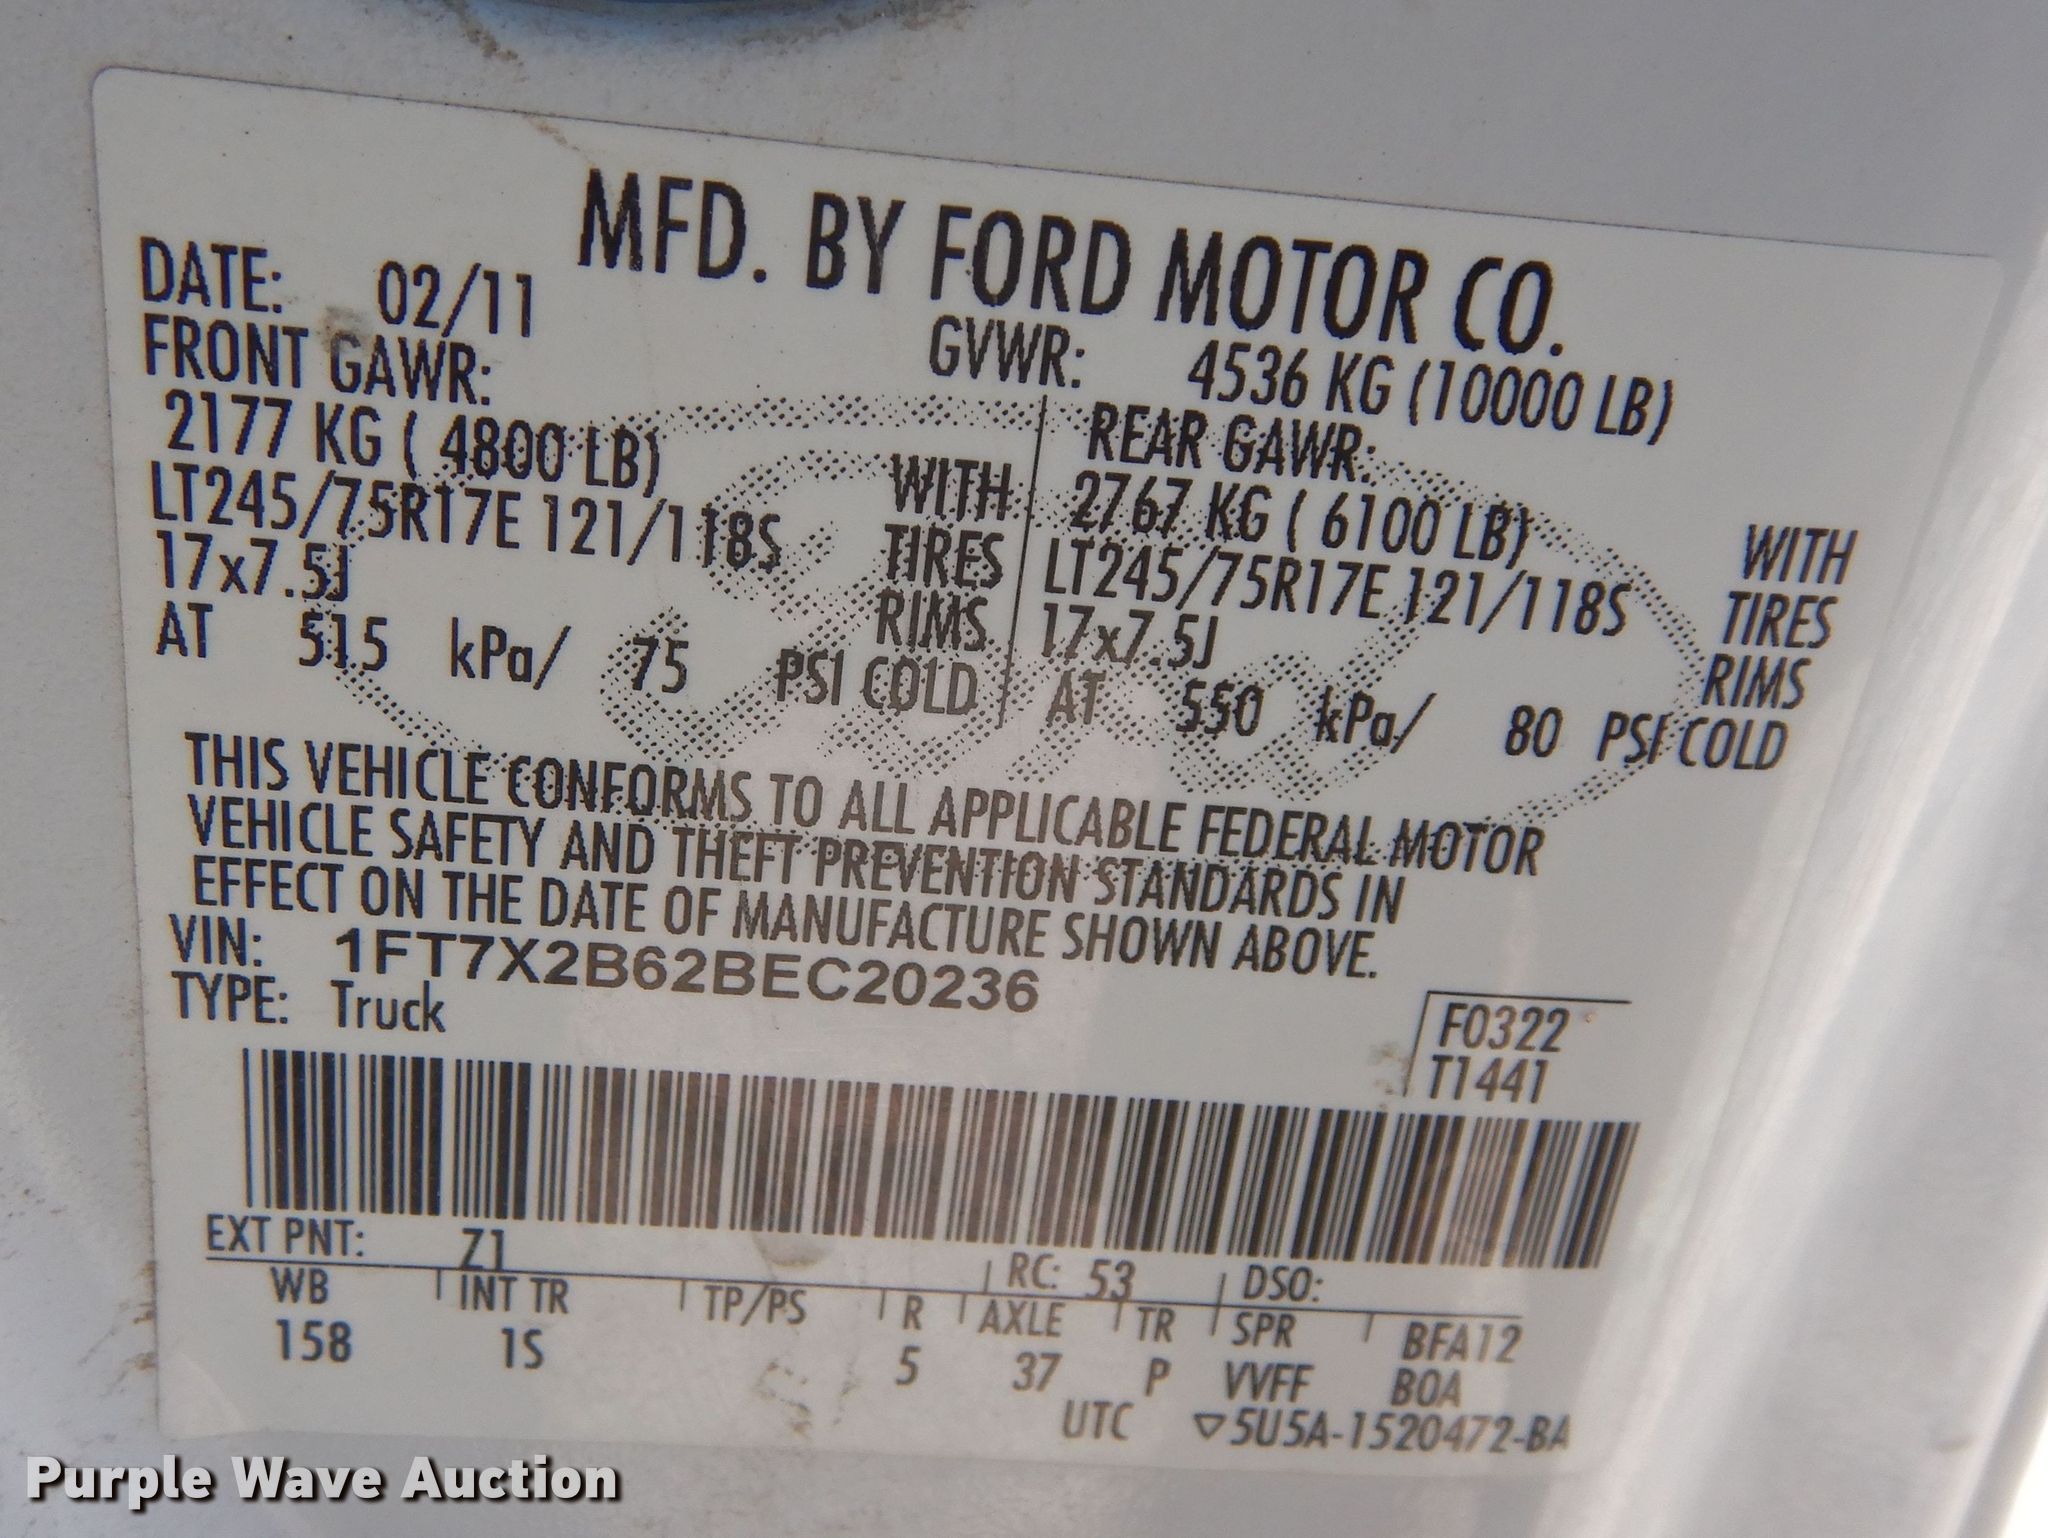 MFD. BY FORD MOTOR CO.
DATE: 02/11 GVWR: 4536 KG (10000 LB)
FRONT GAWR: REAR GAWR:
2177 KG ( 4800 LB) WITH 2767 KG ( 6100 LB) WITH
LT245/75R17E 121/118S TIRES LT245/75R17E 121/118S TIRES
17x7.5J RIMS 17x7.5J RIMS
AT 515 kPa/ 75 PSI COLD AT 550 kPa/ 80 PSI COLD
THIS VEHICLE CONFORMS TO ALL APPLICABLE FEDERAL MOTOR
VEHICLE SAFETY AND THEFT PREVENTION STANDARDS IN
EFFECT ON THE DATE OF MANUFACTURE SHOWN ABOVE.
VIN: 1FT7X2B62BEC20236
TYPE: Truck
F0322
T1441
EXT PNT: Z1 RC: 53 DSO:
WB INT TR TP/PS R AXLE TR SPR BFA12
158 1S 5 37 P VVFF BOA
UTC ▽5U5A-1520472-BA
Purple Wave Auction